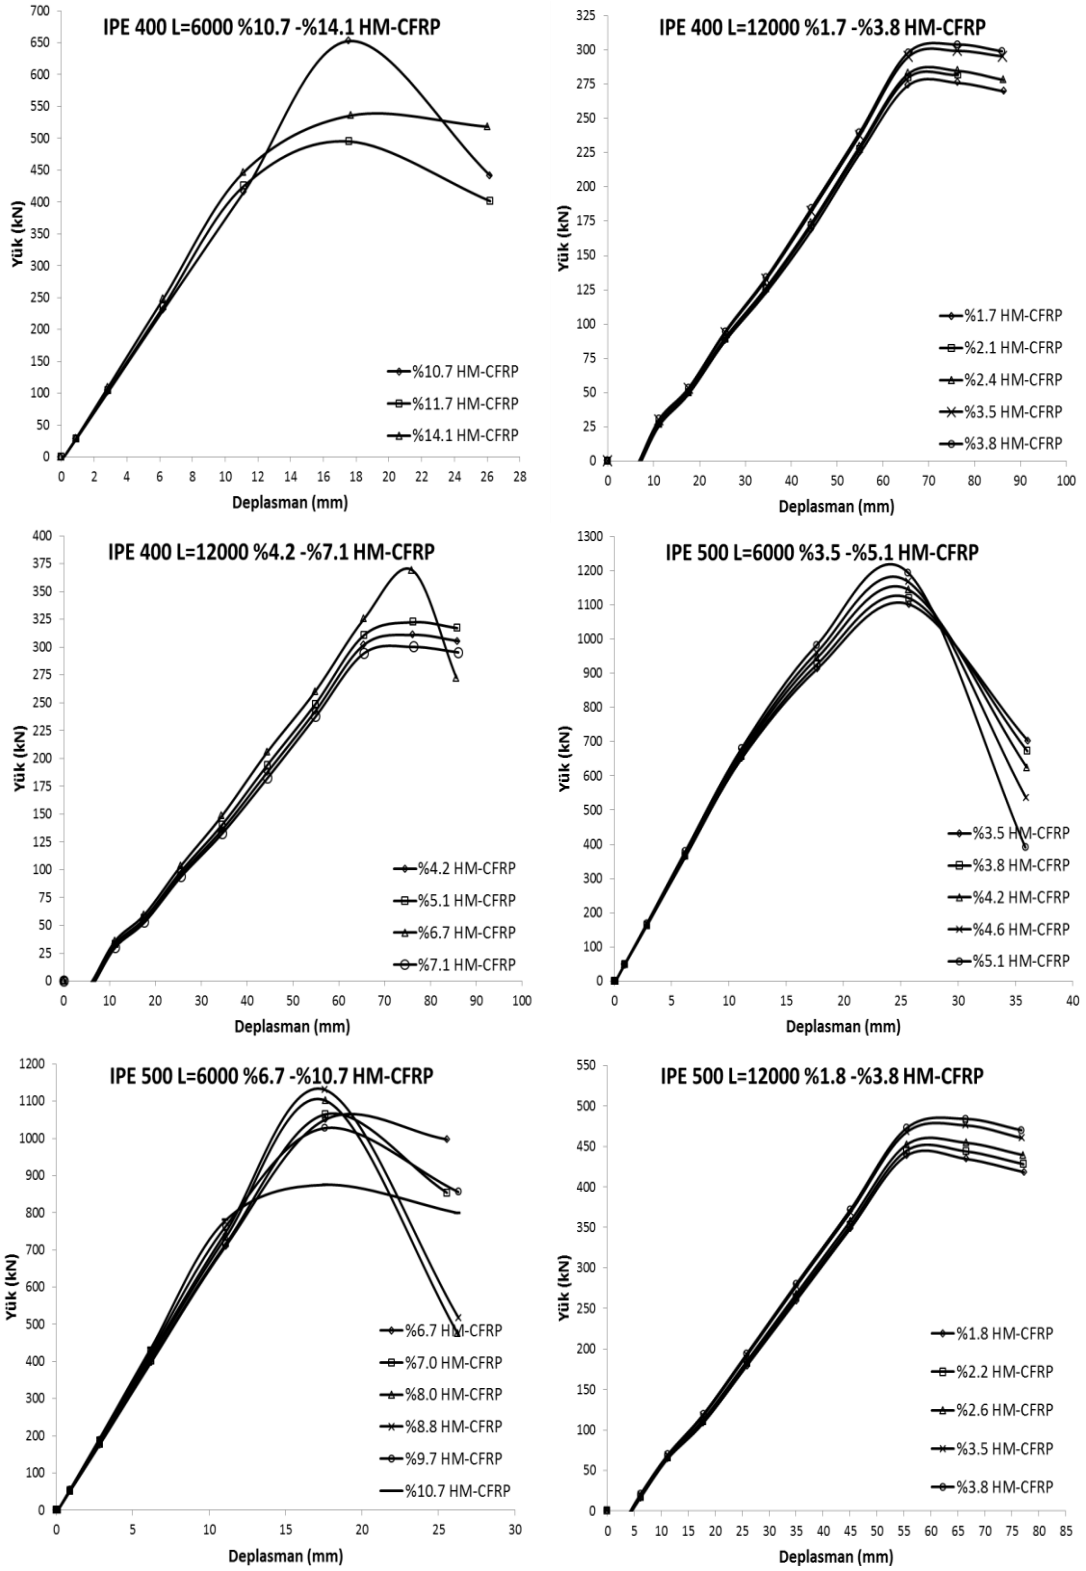 IPE 400 L=6000 %10.7 -%14.1 HM-CFRP
700
650
600
550
500
450
400
350
300
250
200
150
100
50
0
Yük (kN)
%10.7 HM-CFRP
%11.7 HM-CFRP
%14.1 HM-CFRP
0 2 4 6 8 10 12 14 16 18 20 22 24 26 28
Deplasman (mm)
IPE 400 L=12000 %1.7 -%3.8 HM-CFRP
325
300
275
250
225
200
175
150
125
100
75
50
25
0
Yük (kN)
%1.7 HM-CFRP
%2.1 HM-CFRP
%2.4 HM-CFRP
%3.5 HM-CFRP
%3.8 HM-CFRP
0 10 20 30 40 50 60 70 80 90 100
Deplasman (mm)
IPE 400 L=12000 %4.2 -%7.1 HM-CFRP
400
375
350
325
300
275
250
225
200
175
150
125
100
75
50
25
0
Yük (kN)
%4.2 HM-CFRP
%5.1 HM-CFRP
%6.7 HM-CFRP
%7.1 HM-CFRP
0 10 20 30 40 50 60 70 80 90 100
Deplasman (mm)
IPE 500 L=6000 %3.5 -%5.1 HM-CFRP
1300
1200
1100
1000
900
800
700
600
500
400
300
200
100
0
Yük (kN)
%3.5 HM-CFRP
%3.8 HM-CFRP
%4.2 HM-CFRP
%4.6 HM-CFRP
%5.1 HM-CFRP
0 5 10 15 20 25 30 35 40
Deplasman (mm)
IPE 500 L=6000 %6.7 -%10.7 HM-CFRP
1200
1100
1000
900
800
700
600
500
400
300
200
100
0
Yük (kN)
%6.7 HM-CFRP
%7.0 HM-CFRP
%8.0 HM-CFRP
%8.8 HM-CFRP
%9.7 HM-CFRP
%10.7 HM-CFRP
0 5 10 15 20 25 30
Deplasman (mm)
IPE 500 L=12000 %1.8 -%3.8 HM-CFRP
550
500
450
400
350
300
250
200
150
100
50
0
Yük (kN)
%1.8 HM-CFRP
%2.2 HM-CFRP
%2.6 HM-CFRP
%3.5 HM-CFRP
%3.8 HM-CFRP
0 5 15 25 35 45 55 65 75 85
Deplasman (mm)